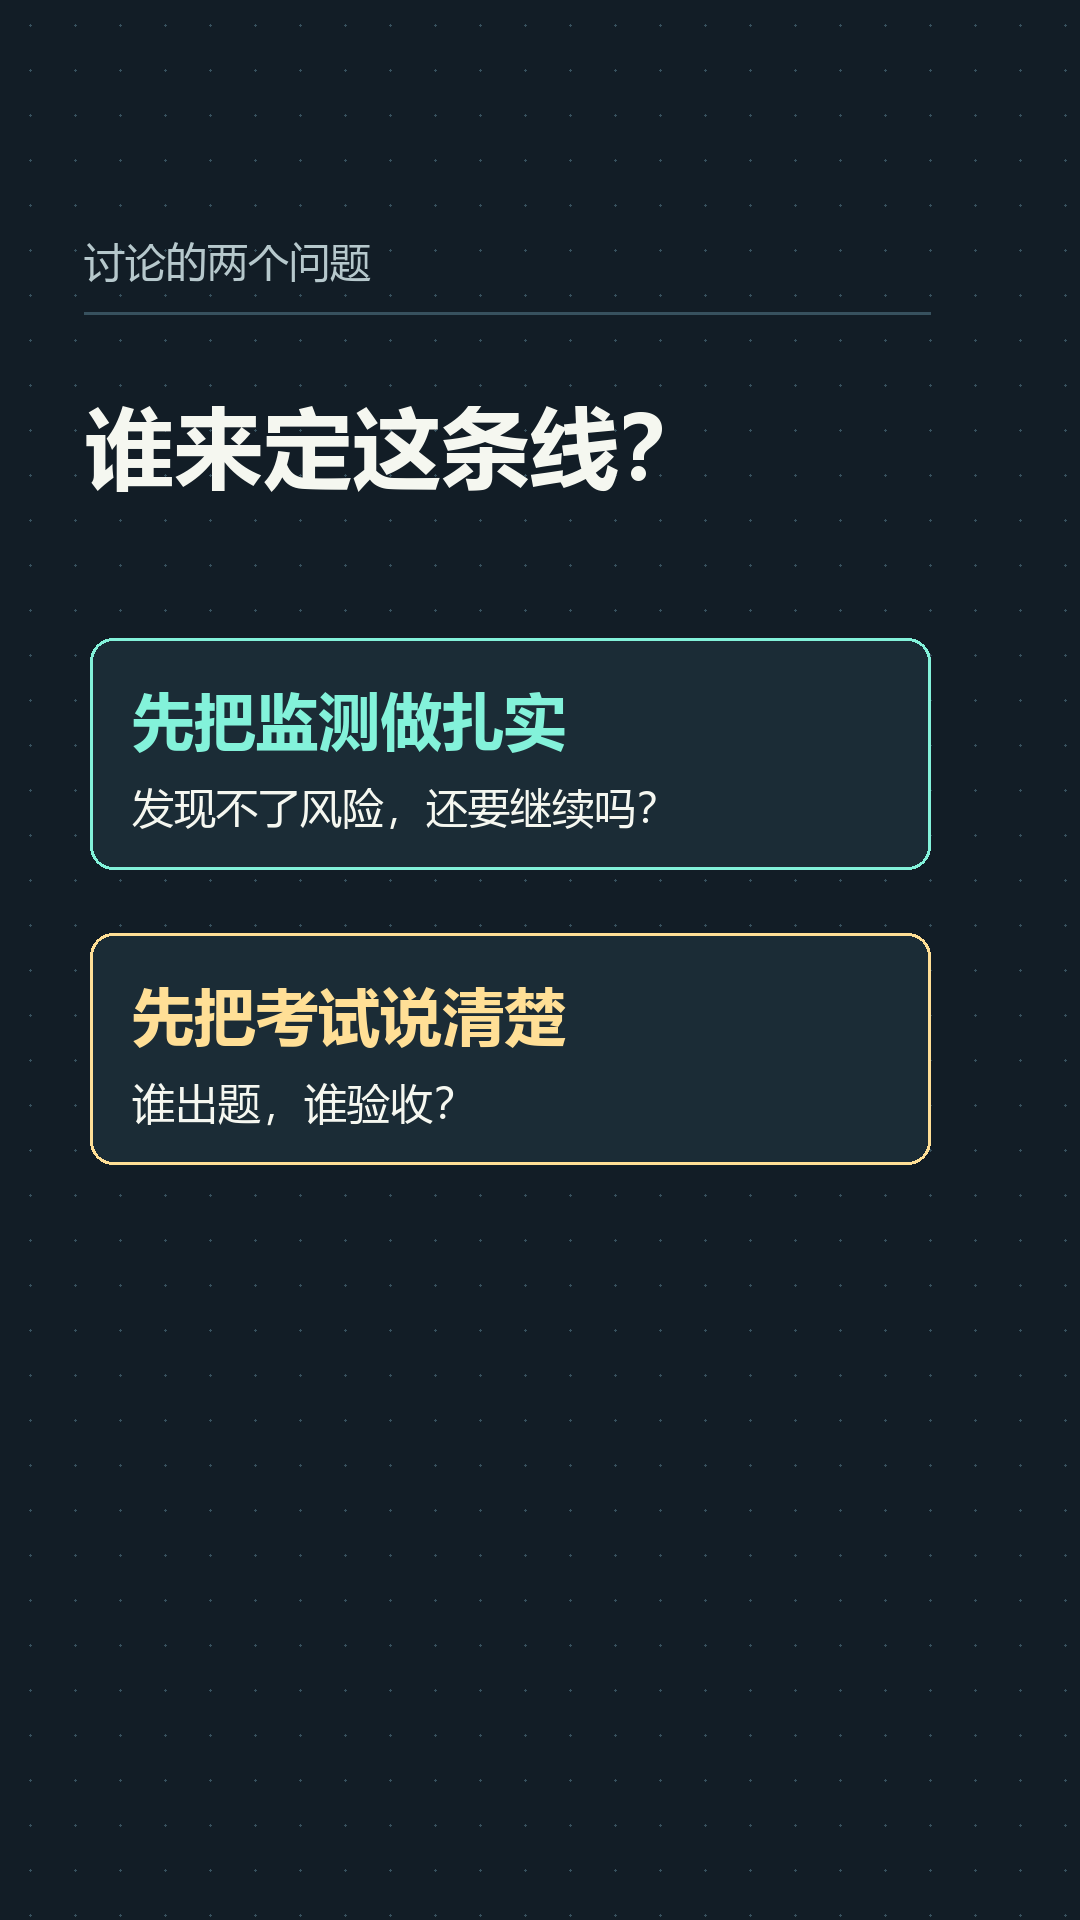 讨论的两个问题
谁来定这条线？
先把监测做扎实
发现不了风险，还要继续吗？
先把考试说清楚
谁出题，谁验收？